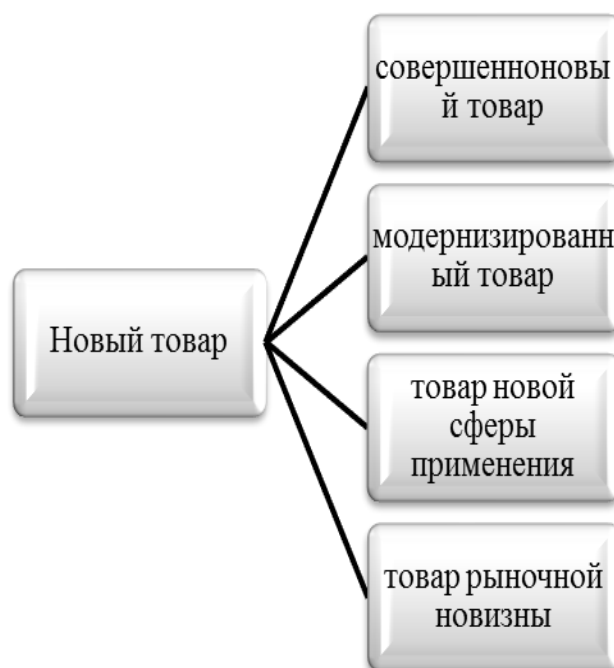 Новый товар
совершенноновы
й товар
модернизированн
ый товар
товар новой
сферы
применения
товар рыночной
новизны